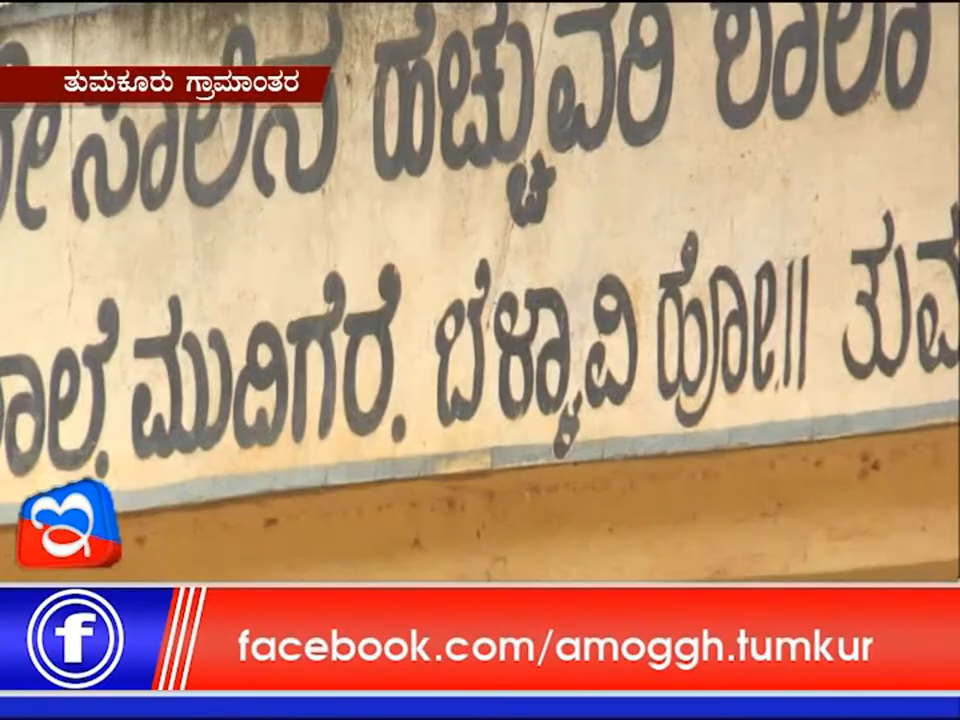 ತುಮಕೂರು ಗ್ರಾಮಾಂತರ
ಸಾಲಿನ ಹೆಚ್ಚುವರಿ ಶಾಲಾ
ಶಾಲೆ, ಮುದಿಗೆರೆ. ಬೆಳ್ಳಾವಿ ಹೋ॥ ತುಮ
ಇ
facebook.com/amoggh.tumkur